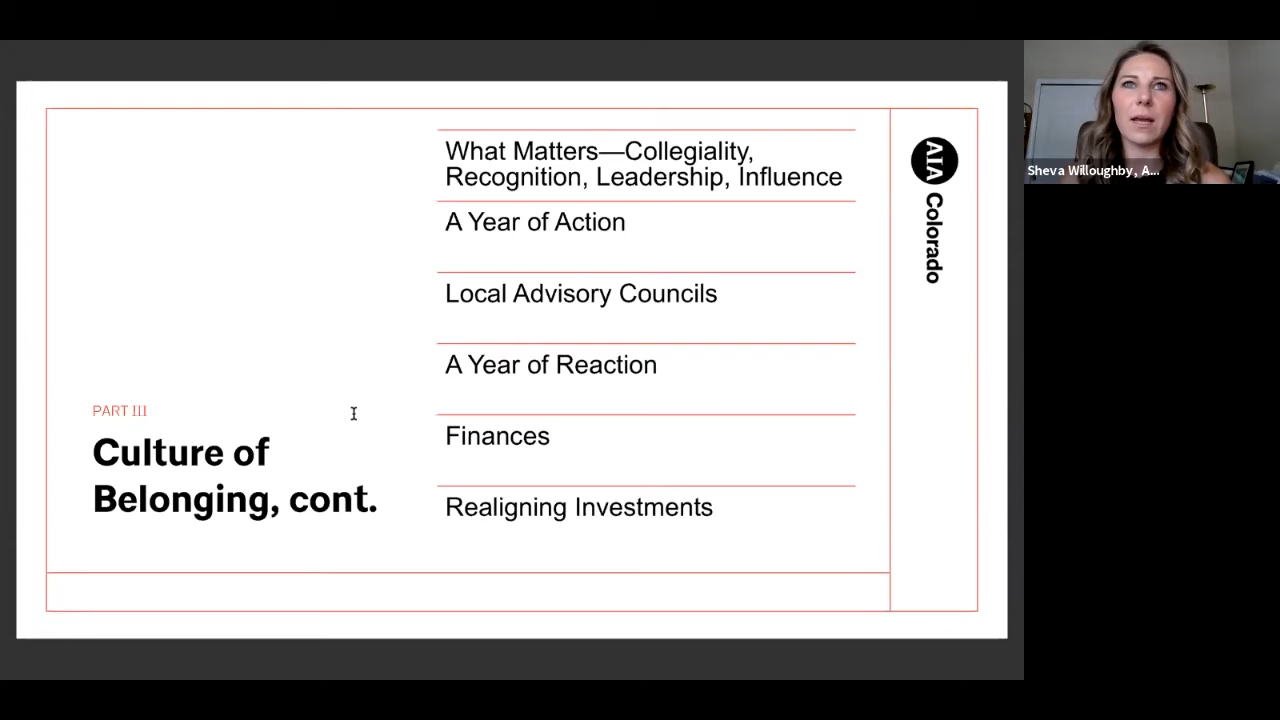 What Matters—Collegiality,
Recognition, Leadership, Influence
A Year of Action
Local Advisory Councils
A Year of Reaction
Finances
Realigning Investments
PART III
Culture of
Belonging, cont.
AIA Colorado
Sheva Willoughby, A...